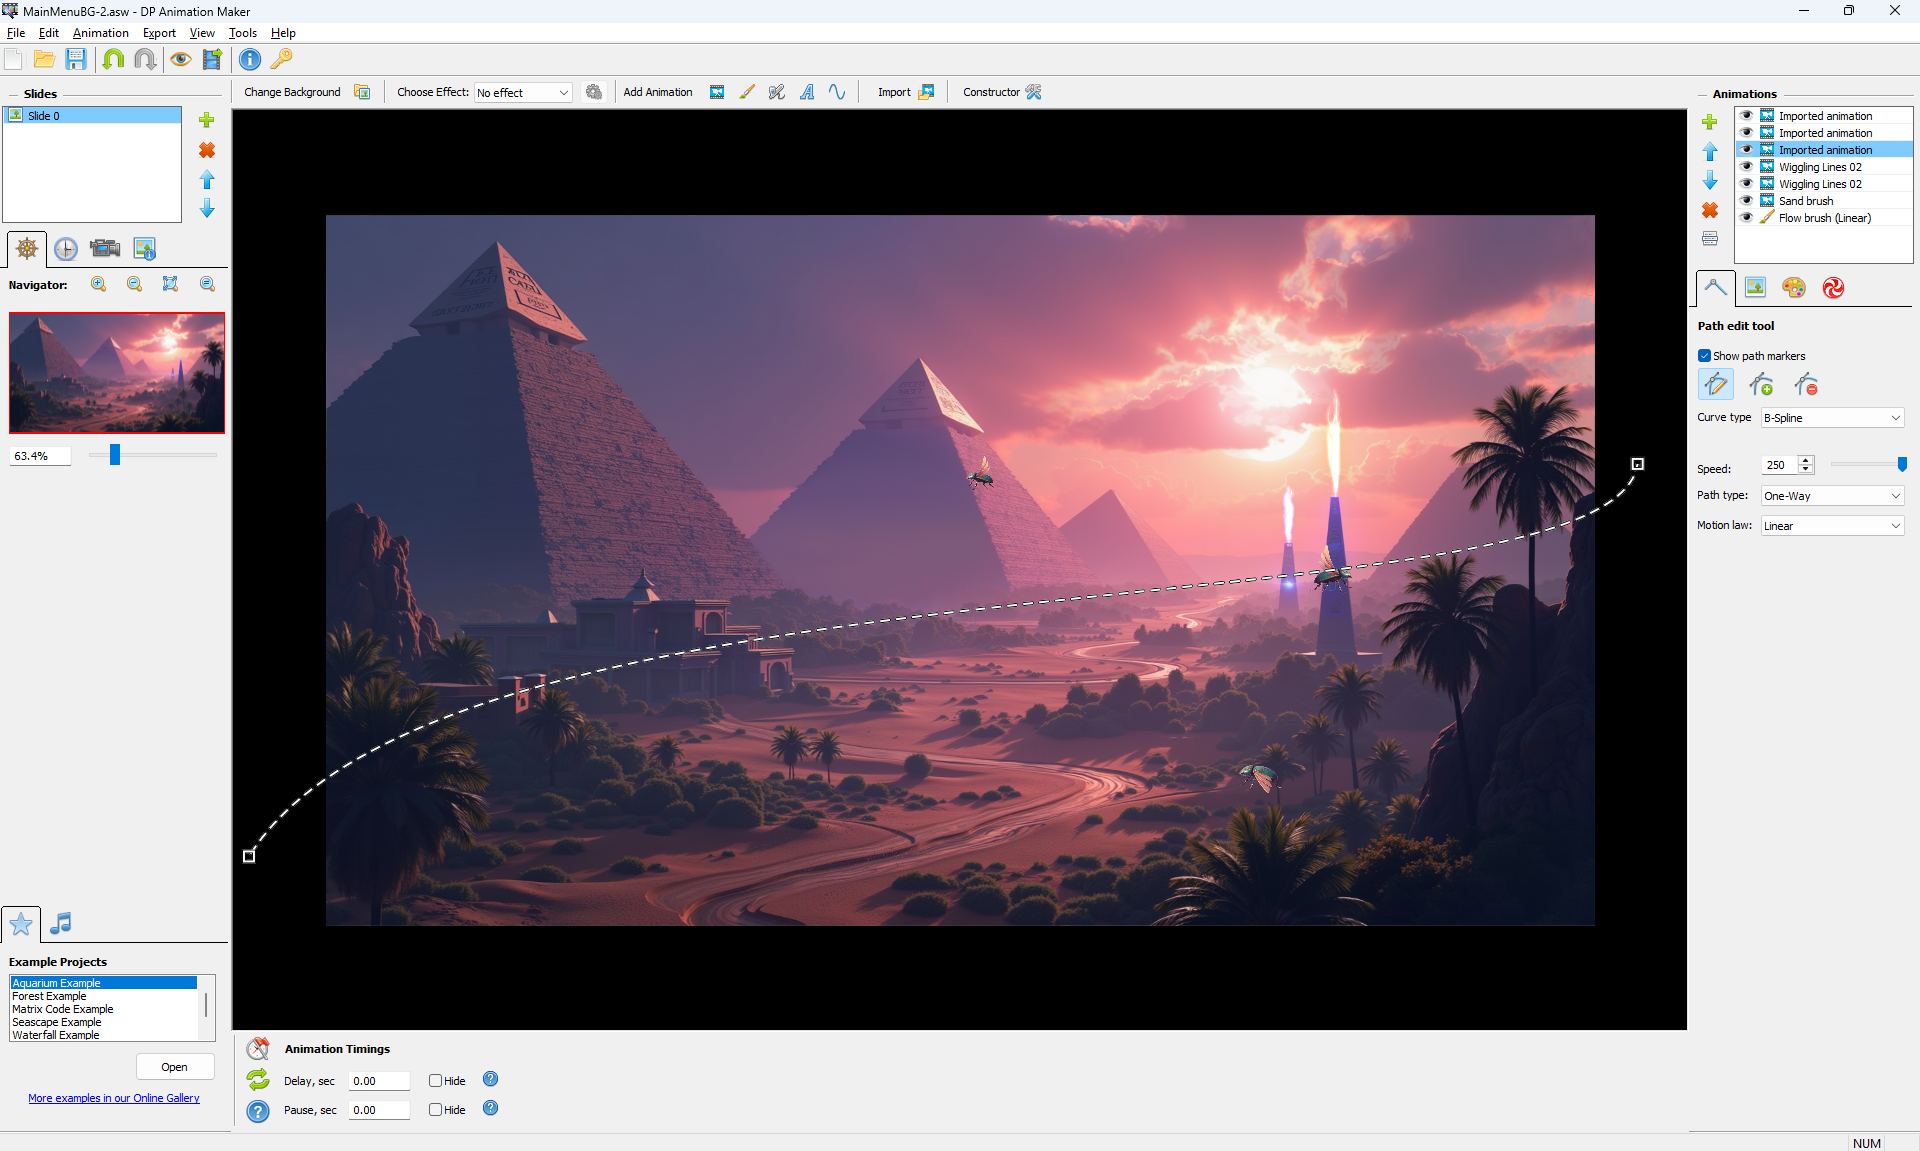 MainMenuBG-2.asw - DP Animation Maker
File Edit Animation Export View Tools Help
Slides
Slide 0
Change Background
Choose Effect: No effect
Add Animation
Import
Constructor
Animations
Imported animation
Imported animation
Imported animation
Wiggling Lines 02
Wiggling Lines 02
Sand brush
Flow brush (Linear)
Navigator:
63.4%
Path edit tool
Show path markers
Curve type B-Spline
Speed: 250
Path type: One-Way
Motion law: Linear
Example Projects
Aquarium Example
Forest Example
Matrix Code Example
Seascape Example
Waterfall Example
Open
More examples in our Online Gallery
Animation Timings
Delay, sec 0.00 Hide
Pause, sec 0.00 Hide
NUM